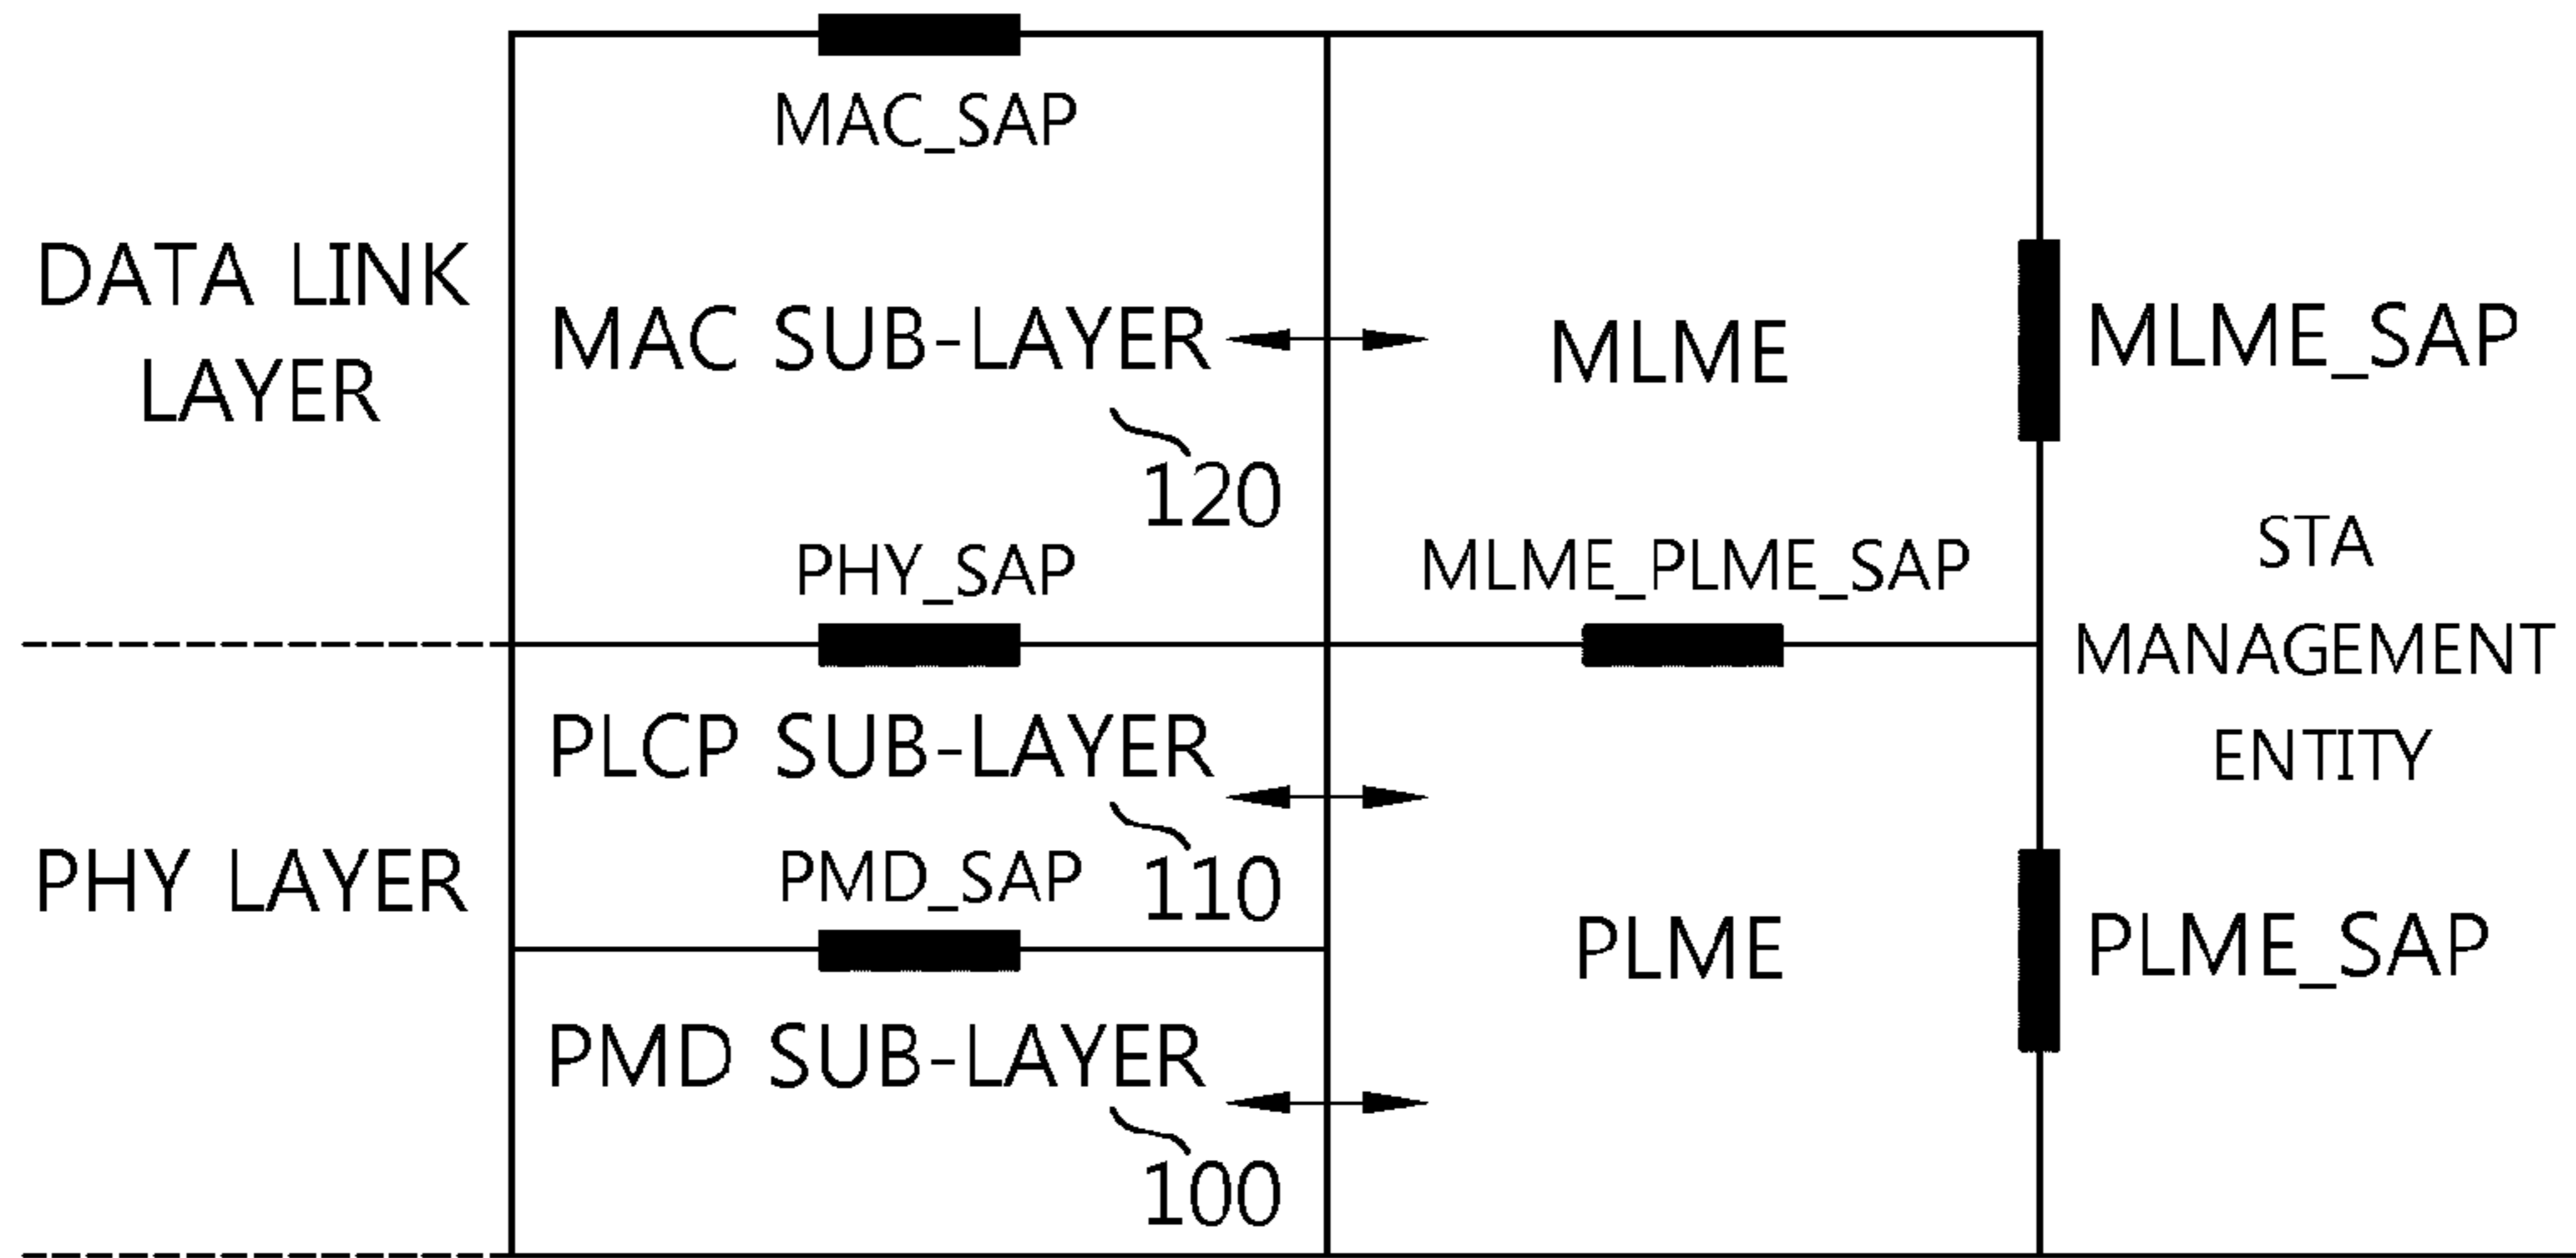 MAC_SAP
DATA LINK
LAYER
MAC SUB-LAYER
120
MLME
MLME_SAP
PHY_SAP
MLME_PLME_SAP
STA
MANAGEMENT
ENTITY
PHY LAYER
PLCP SUB-LAYER
110
PMD_SAP
PLME
PLME_SAP
PMD SUB-LAYER
100